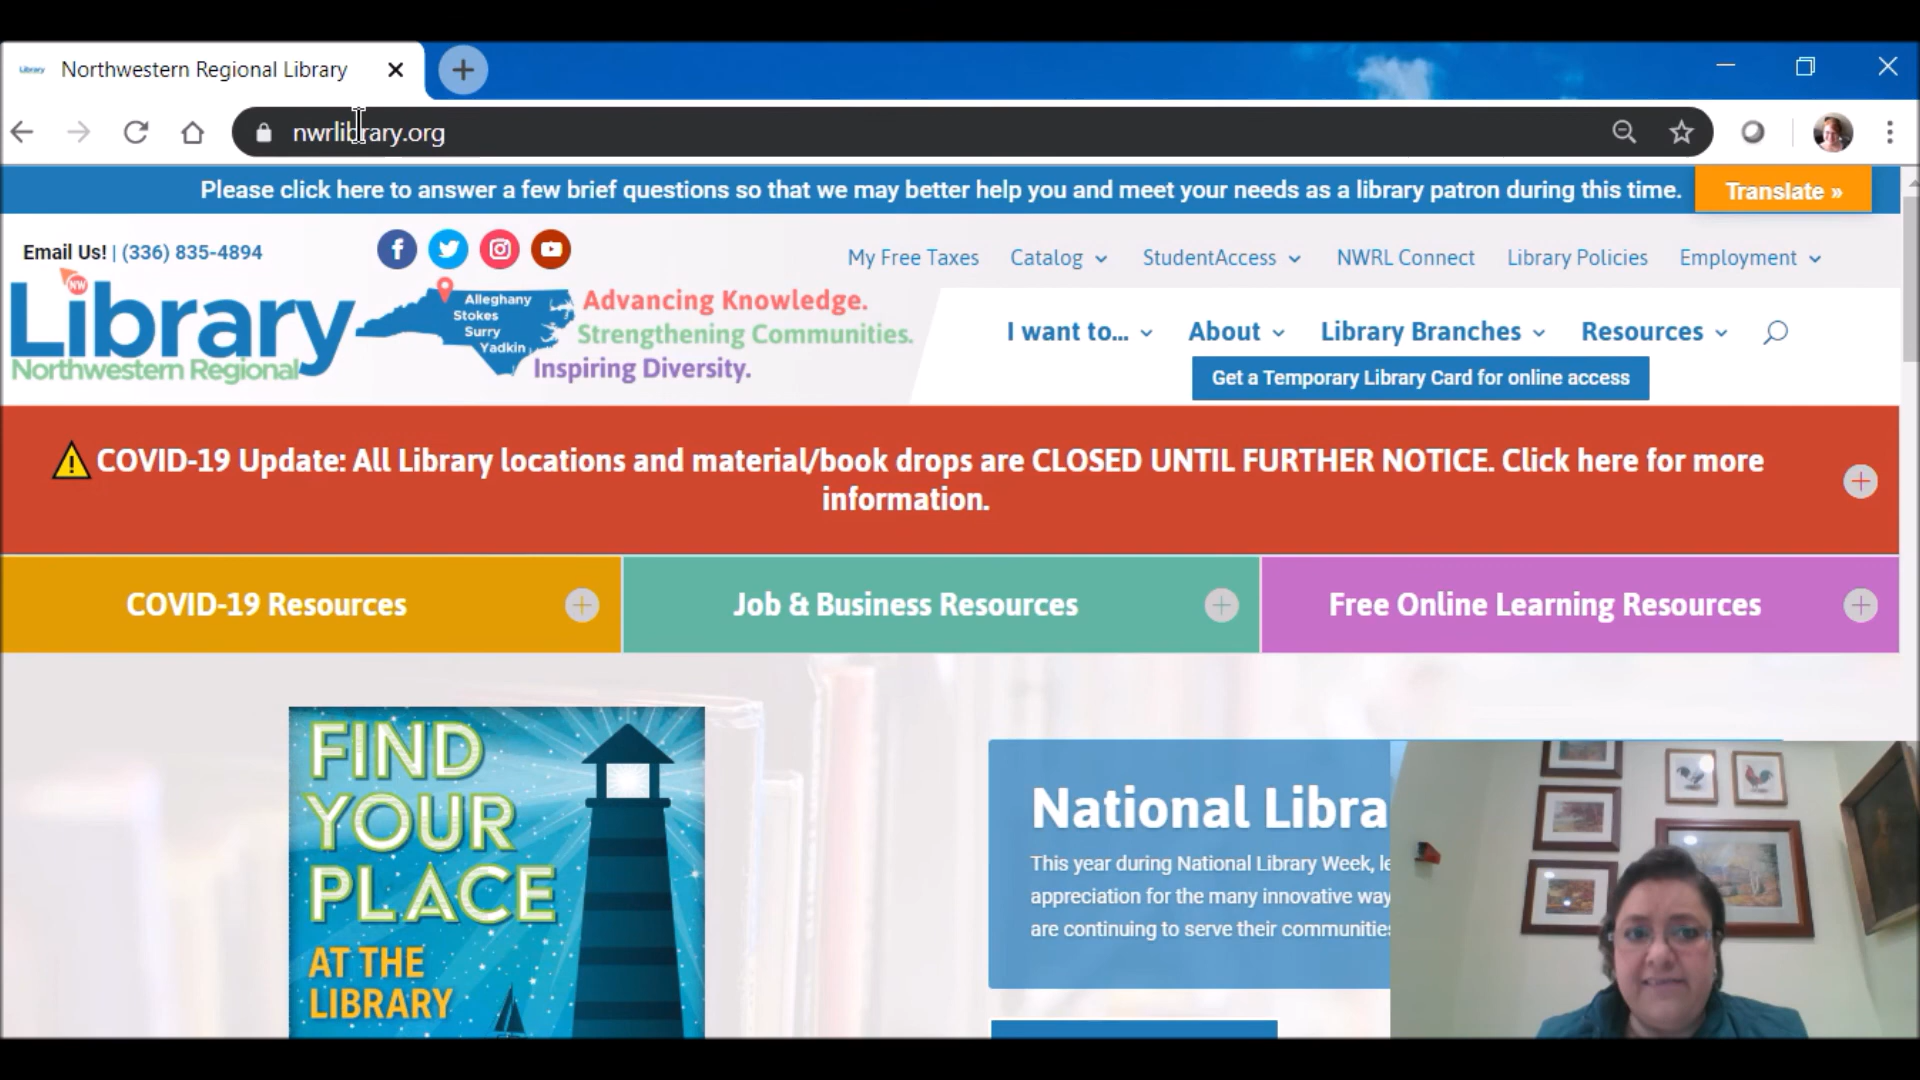 Library Northwestern Regional Library
nwrlibrary.org
Please click here to answer a few brief questions so that we may better help you and meet your needs as a library patron during this time.
Translate »
Email Us! | (336) 835-4894
My Free Taxes Catalog StudentAccess NWRL Connect Library Policies Employment
NW
Library
Northwestern Regional
Alleghany
Stokes
Surry
Yadkin
Advancing Knowledge.
Strengthening Communities.
Inspiring Diversity.
I want to... About Library Branches Resources
Get a Temporary Library Card for online access
COVID-19 Update: All Library locations and material/book drops are CLOSED UNTIL FURTHER NOTICE. Click here for more
information.
COVID-19 Resources
Job & Business Resources
Free Online Learning Resources
FIND
YOUR
PLACE
AT THE
LIBRARY
National Libra
This year during National Library Week, le
appreciation for the many innovative way
are continuing to serve their communities